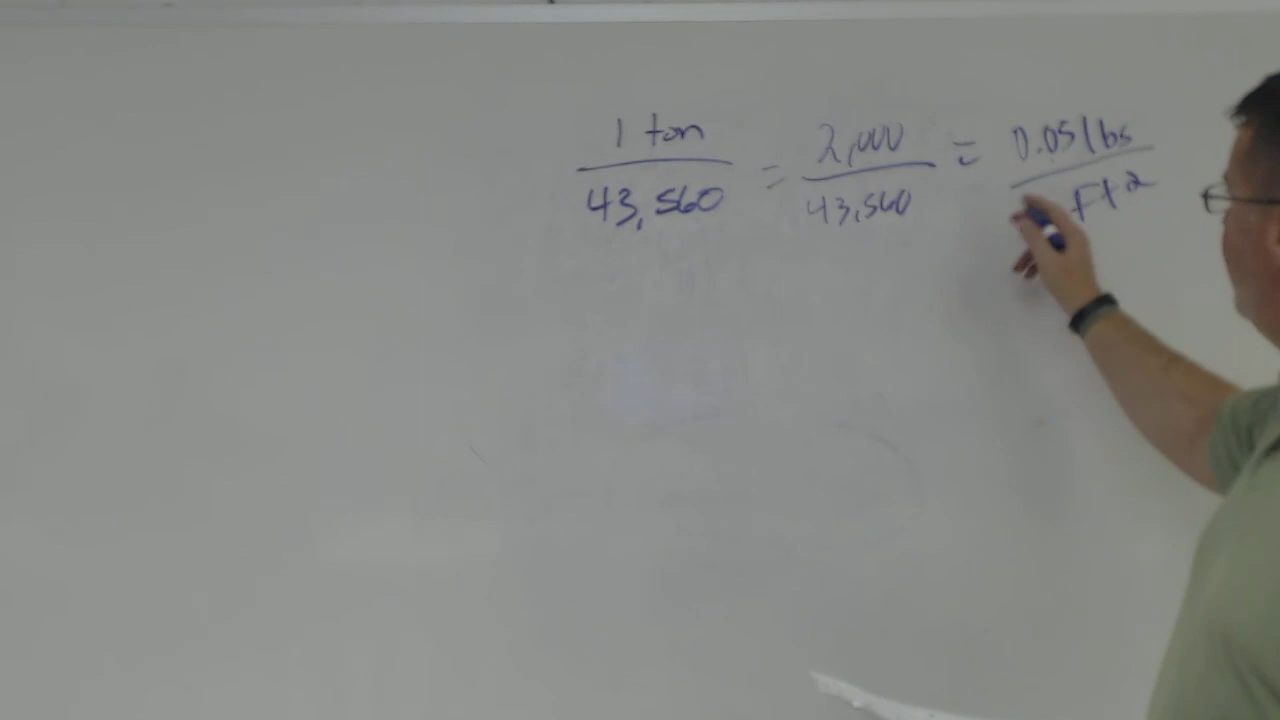 1 ton / 43,560 = 2,000 / 43,560 = 0.05 lbs / Ft²